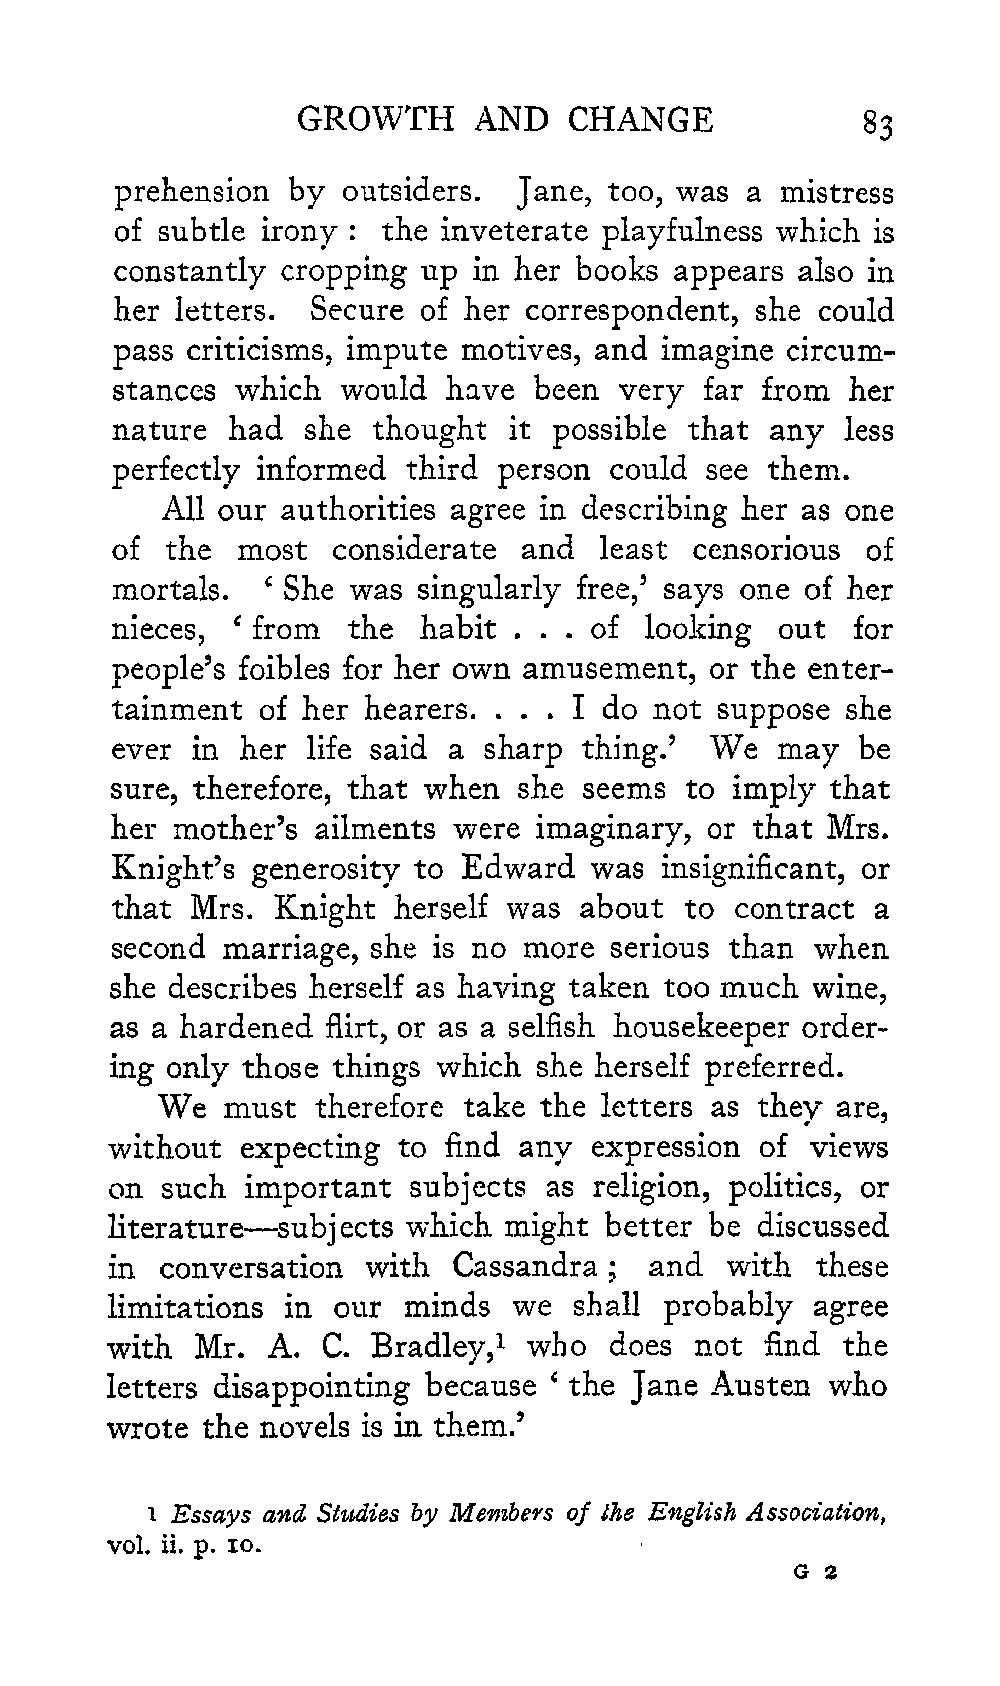 GROWTH AND CHANGE 83
prehension by outsiders. Jane, too, was a mistress
of subtle irony : the inveterate playfulness which is
constantly cropping up in her books appears also in
her letters. Secure of her correspondent, she could
pass criticisms, impute motives, and imagine circum-
stances which would have been very far from her
nature had she thought it possible that any less
perfectly informed third person could see them.
All our authorities agree in describing her as one
of the most considerate and least censorious of
mortals. ‘ She was singularly free,’ says one of her
nieces, ‘ from the habit . . . of looking out for
people’s foibles for her own amusement, or the enter-
tainment of her hearers. . . . I do not suppose she
ever in her life said a sharp thing.’ We may be
sure, therefore, that when she seems to imply that
her mother’s ailments were imaginary, or that Mrs.
Knight’s generosity to Edward was insignificant, or
that Mrs. Knight herself was about to contract a
second marriage, she is no more serious than when
she describes herself as having taken too much wine,
as a hardened flirt, or as a selfish housekeeper order-
ing only those things which she herself preferred.
We must therefore take the letters as they are,
without expecting to find any expression of views
on such important subjects as religion, politics, or
literature—subjects which might better be discussed
in conversation with Cassandra ; and with these
limitations in our minds we shall probably agree
with Mr. A. C. Bradley,¹ who does not find the
letters disappointing because ‘ the Jane Austen who
wrote the novels is in them.’
1 Essays and Studies by Members of the English Association,
vol. ii. p. 10.
G 2